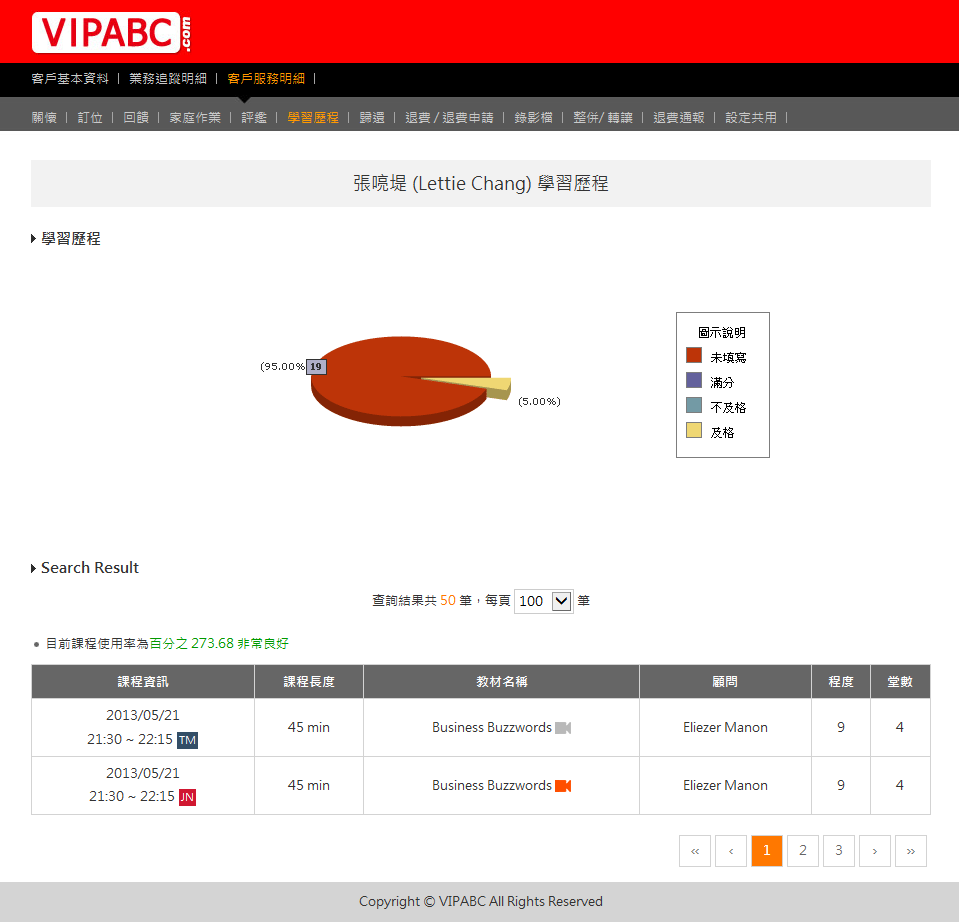 VIPABC.com
客戶基本資料 | 業務追蹤明細 | 客戶服務明細 |
關懷 | 訂位 | 回饋 | 家庭作業 | 評鑑 | 學習歷程 | 歸還 | 退費 / 退費申請 | 錄影檔 | 整併/ 轉讓 | 退費通報 | 設定共用 |
張喨堤 (Lettie Chang) 學習歷程
學習歷程
圖示說明
未填寫
滿分
不及格
及格
(95.00%) 19
(5.00%)
Search Result
查詢結果共 50 筆，每頁 100 筆
目前課程使用率為百分之 273.68 非常良好
課程資訊 課程長度 教材名稱 顧問 程度 堂數
2013/05/21
21:30 ~ 22:15 TM 45 min Business Buzzwords Eliezer Manon 9 4
2013/05/21
21:30 ~ 22:15 JN 45 min Business Buzzwords Eliezer Manon 9 4
‹‹ ‹ 1 2 3 › ››
Copyright © VIPABC All Rights Reserved